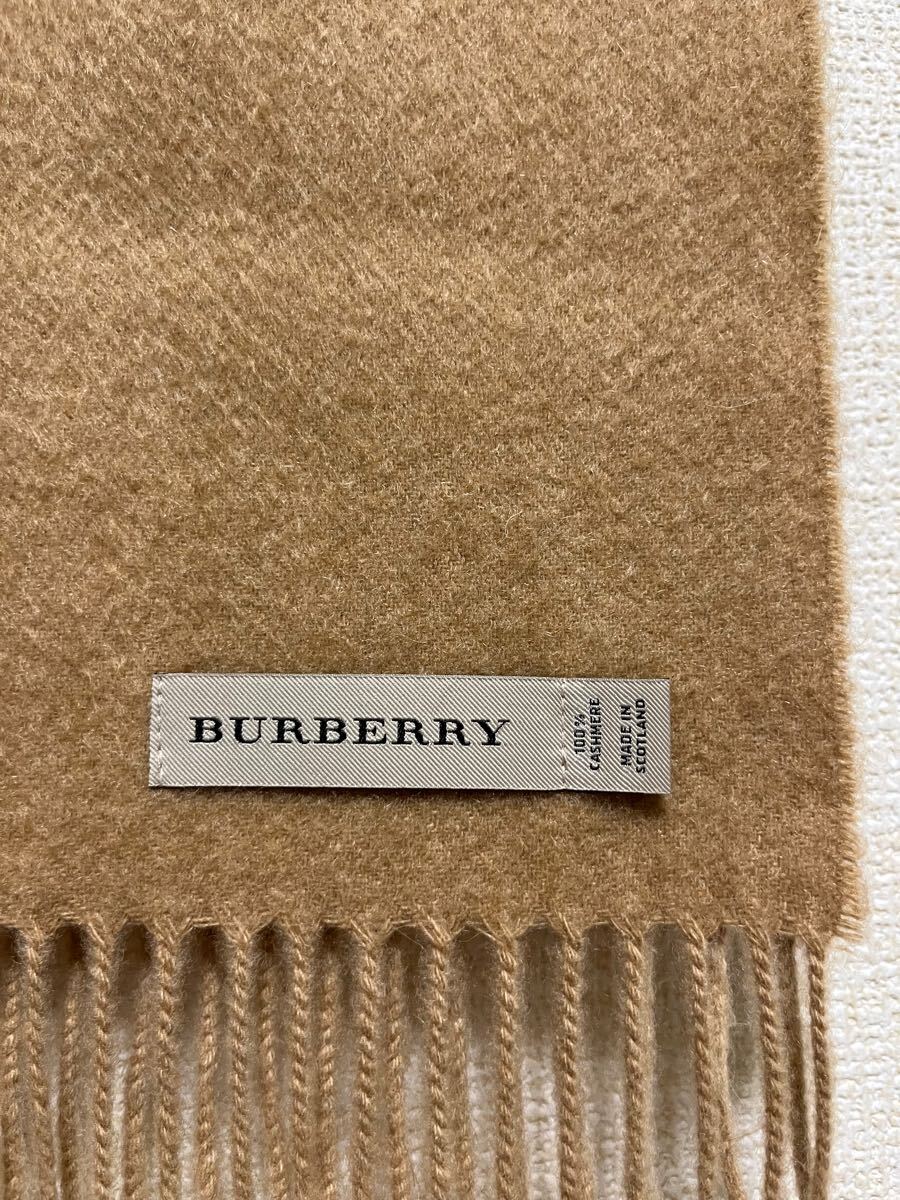 BURBERRY
100%
CASHMERE
MADE IN
SCOTLAND